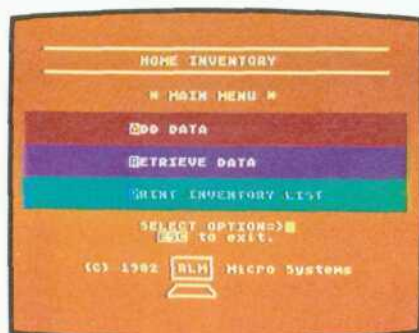 HOME INVENTORY
* MAIN MENU *
ADD DATA
RETRIEVE DATA
PRINT INVENTORY LIST
SELECT OPTION=>
ESC to exit.
(C) 1982 RLM Micro Systems